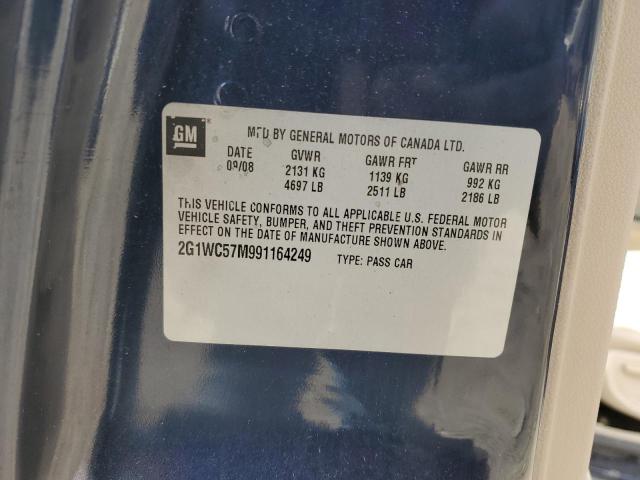 GM
MFD BY GENERAL MOTORS OF CANADA LTD.
DATE GVWR GAWR FRT GAWR RR
09/08 2131 KG 1139 KG 992 KG
4697 LB 2511 LB 2186 LB
THIS VEHICLE CONFORMS TO ALL APPLICABLE U.S. FEDERAL MOTOR
VEHICLE SAFETY, BUMPER, AND THEFT PREVENTION STANDARDS IN
EFFECT ON THE DATE OF MANUFACTURE SHOWN ABOVE.
2G1WC57M991164249 TYPE: PASS CAR